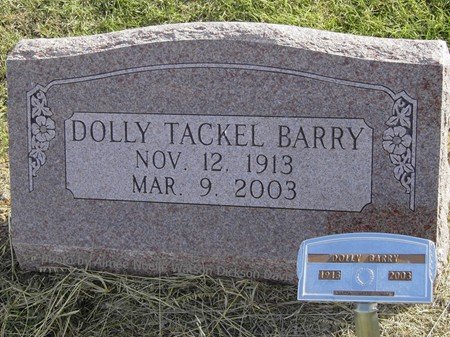 DOLLY TACKEL BARRY
NOV. 12. 1913
MAR. 9. 2003
DOLLY BARRY
1913 2003